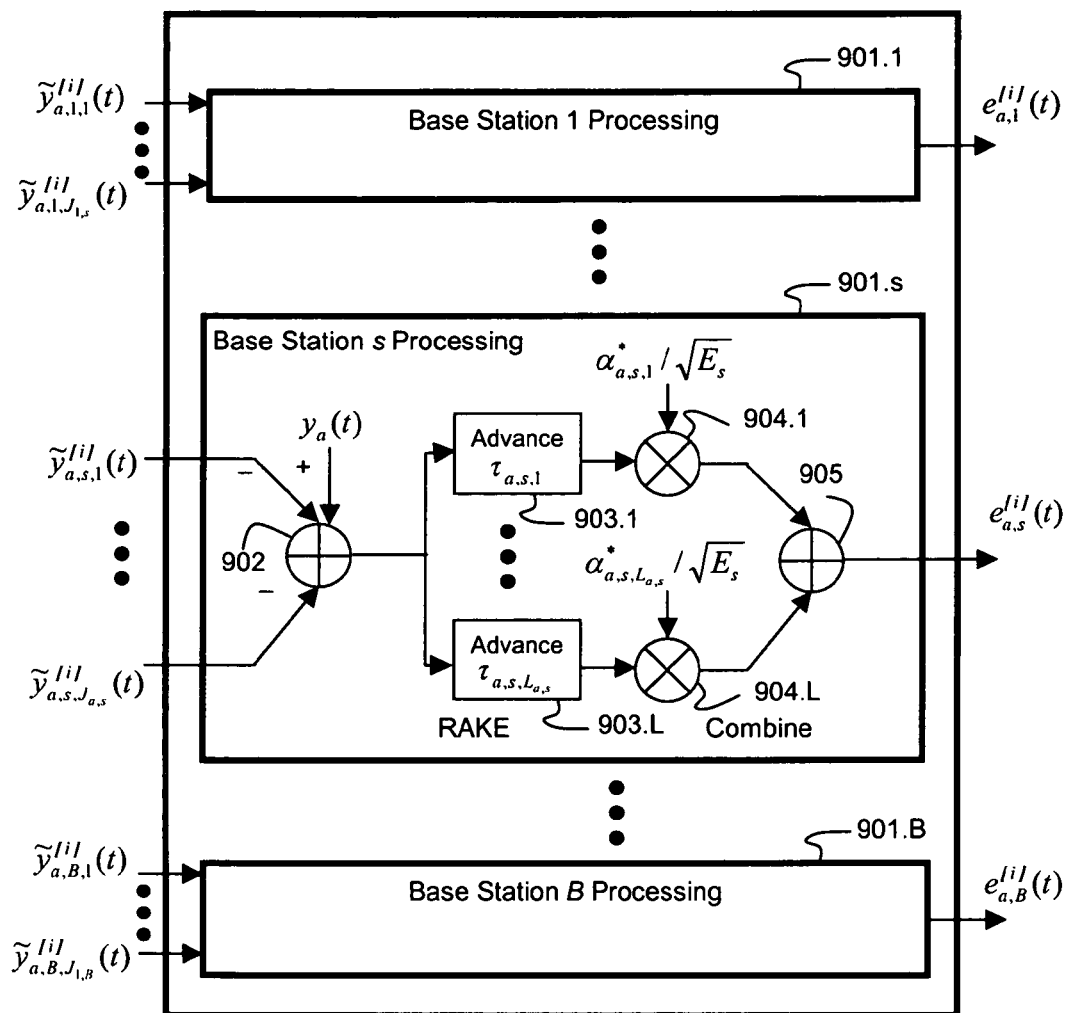 901.1
ỹ_{a,1,1}^{[i]}(t)
Base Station 1 Processing
e_{a,1}^{[i]}(t)
ỹ_{a,1,J_{1,s}}^{[i]}(t)
901.s
Base Station s Processing
α*_{a,s,1} / √E_s
904.1
y_a(t)
Advance
τ_{a,s,1}
903.1
ỹ_{a,s,1}^{[i]}(t)
−
+
905
902
−
e_{a,s}^{[i]}(t)
α*_{a,s,L_{a,s}} / √E_s
Advance
τ_{a,s,L_{a,s}}
ỹ_{a,s,J_{a,s}}^{[i]}(t)
904.L
RAKE
903.L
Combine
901.B
ỹ_{a,B,1}^{[i]}(t)
Base Station B Processing
e_{a,B}^{[i]}(t)
ỹ_{a,B,J_{1,B}}^{[i]}(t)